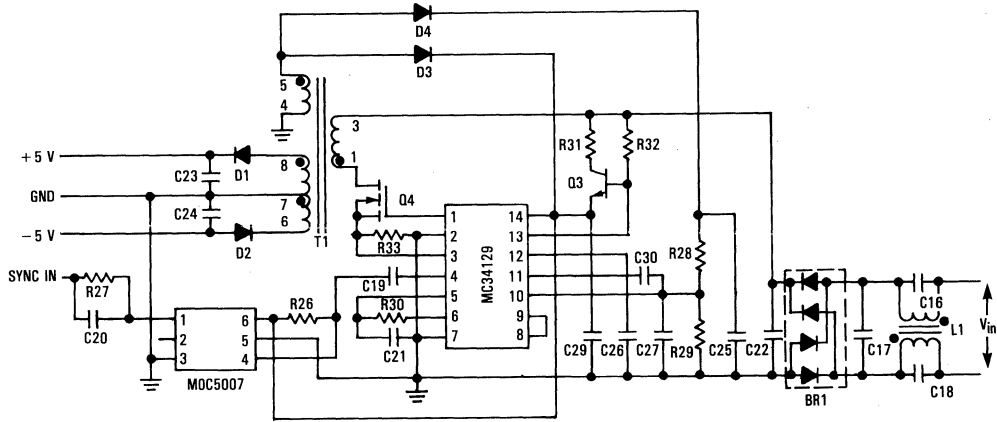 D4
D3
5
4
3
1
T1
+5 V
GND
−5 V
C23
C24
D1
D2
8
7
6
R31
R32
Q3
Q4
R33
C19
R30
C21
1
2
3
4
5
6
7
MC34129
14
13
12
11
10
9
8
C30
R28
R29
C29
C26
C27
C25
C22
BR1
C17
C16
L1
C18
Vin
SYNC IN
R27
C20
1
2
3
6
5
4
MOC5007
R26